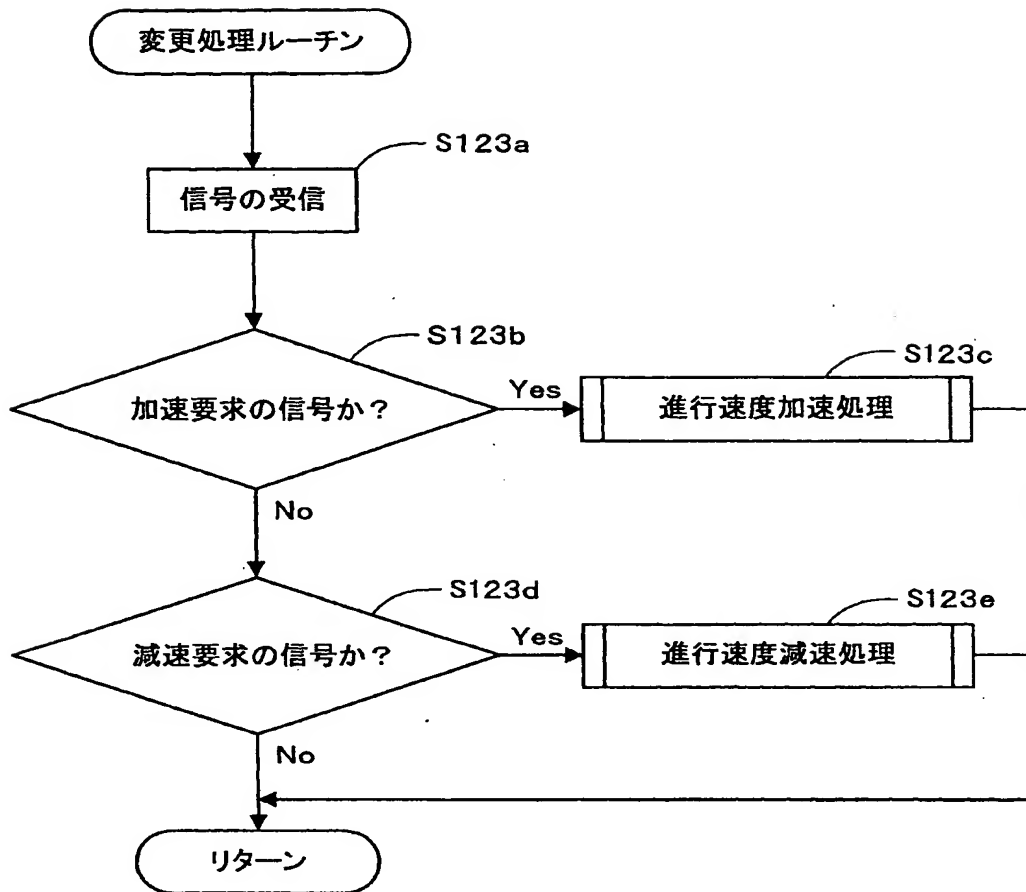 変更処理ルーチン
S123a
信号の受信
S123b
加速要求の信号か？
Yes
S123c
進行速度加速処理
No
S123d
減速要求の信号か？
Yes
S123e
進行速度減速処理
No
リターン